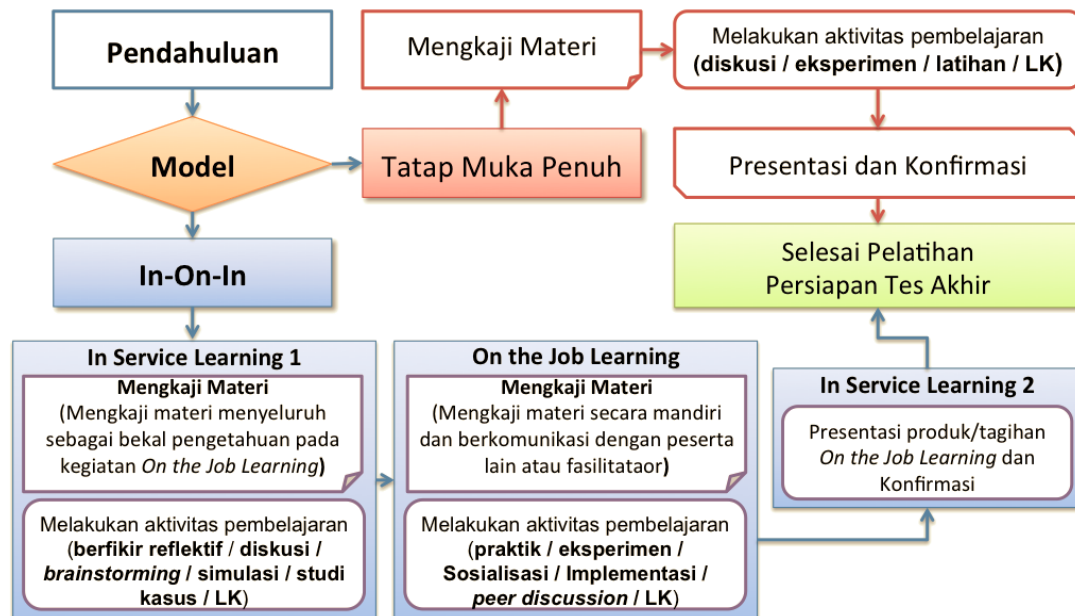 Pendahuluan
Model
Tatap Muka Penuh
Mengkaji Materi
Melakukan aktivitas pembelajaran
(diskusi / eksperimen / latihan / LK)
Presentasi dan Konfirmasi
Selesai Pelatihan
Persiapan Tes Akhir
In-On-In
In Service Learning 1
Mengkaji Materi
(Mengkaji materi menyeluruh
sebagai bekal pengetahuan pada
kegiatan On the Job Learning)
Melakukan aktivitas pembelajaran
(berfikir reflektif / diskusi /
brainstorming / simulasi / studi
kasus / LK)
On the Job Learning
Mengkaji Materi
(Mengkaji materi secara mandiri
dan berkomunikasi dengan peserta
lain atau fasilitataor)
Melakukan aktivitas pembelajaran
(praktik / eksperimen /
Sosialisasi / Implementasi /
peer discussion / LK)
In Service Learning 2
Presentasi produk/tagihan
On the Job Learning dan
Konfirmasi